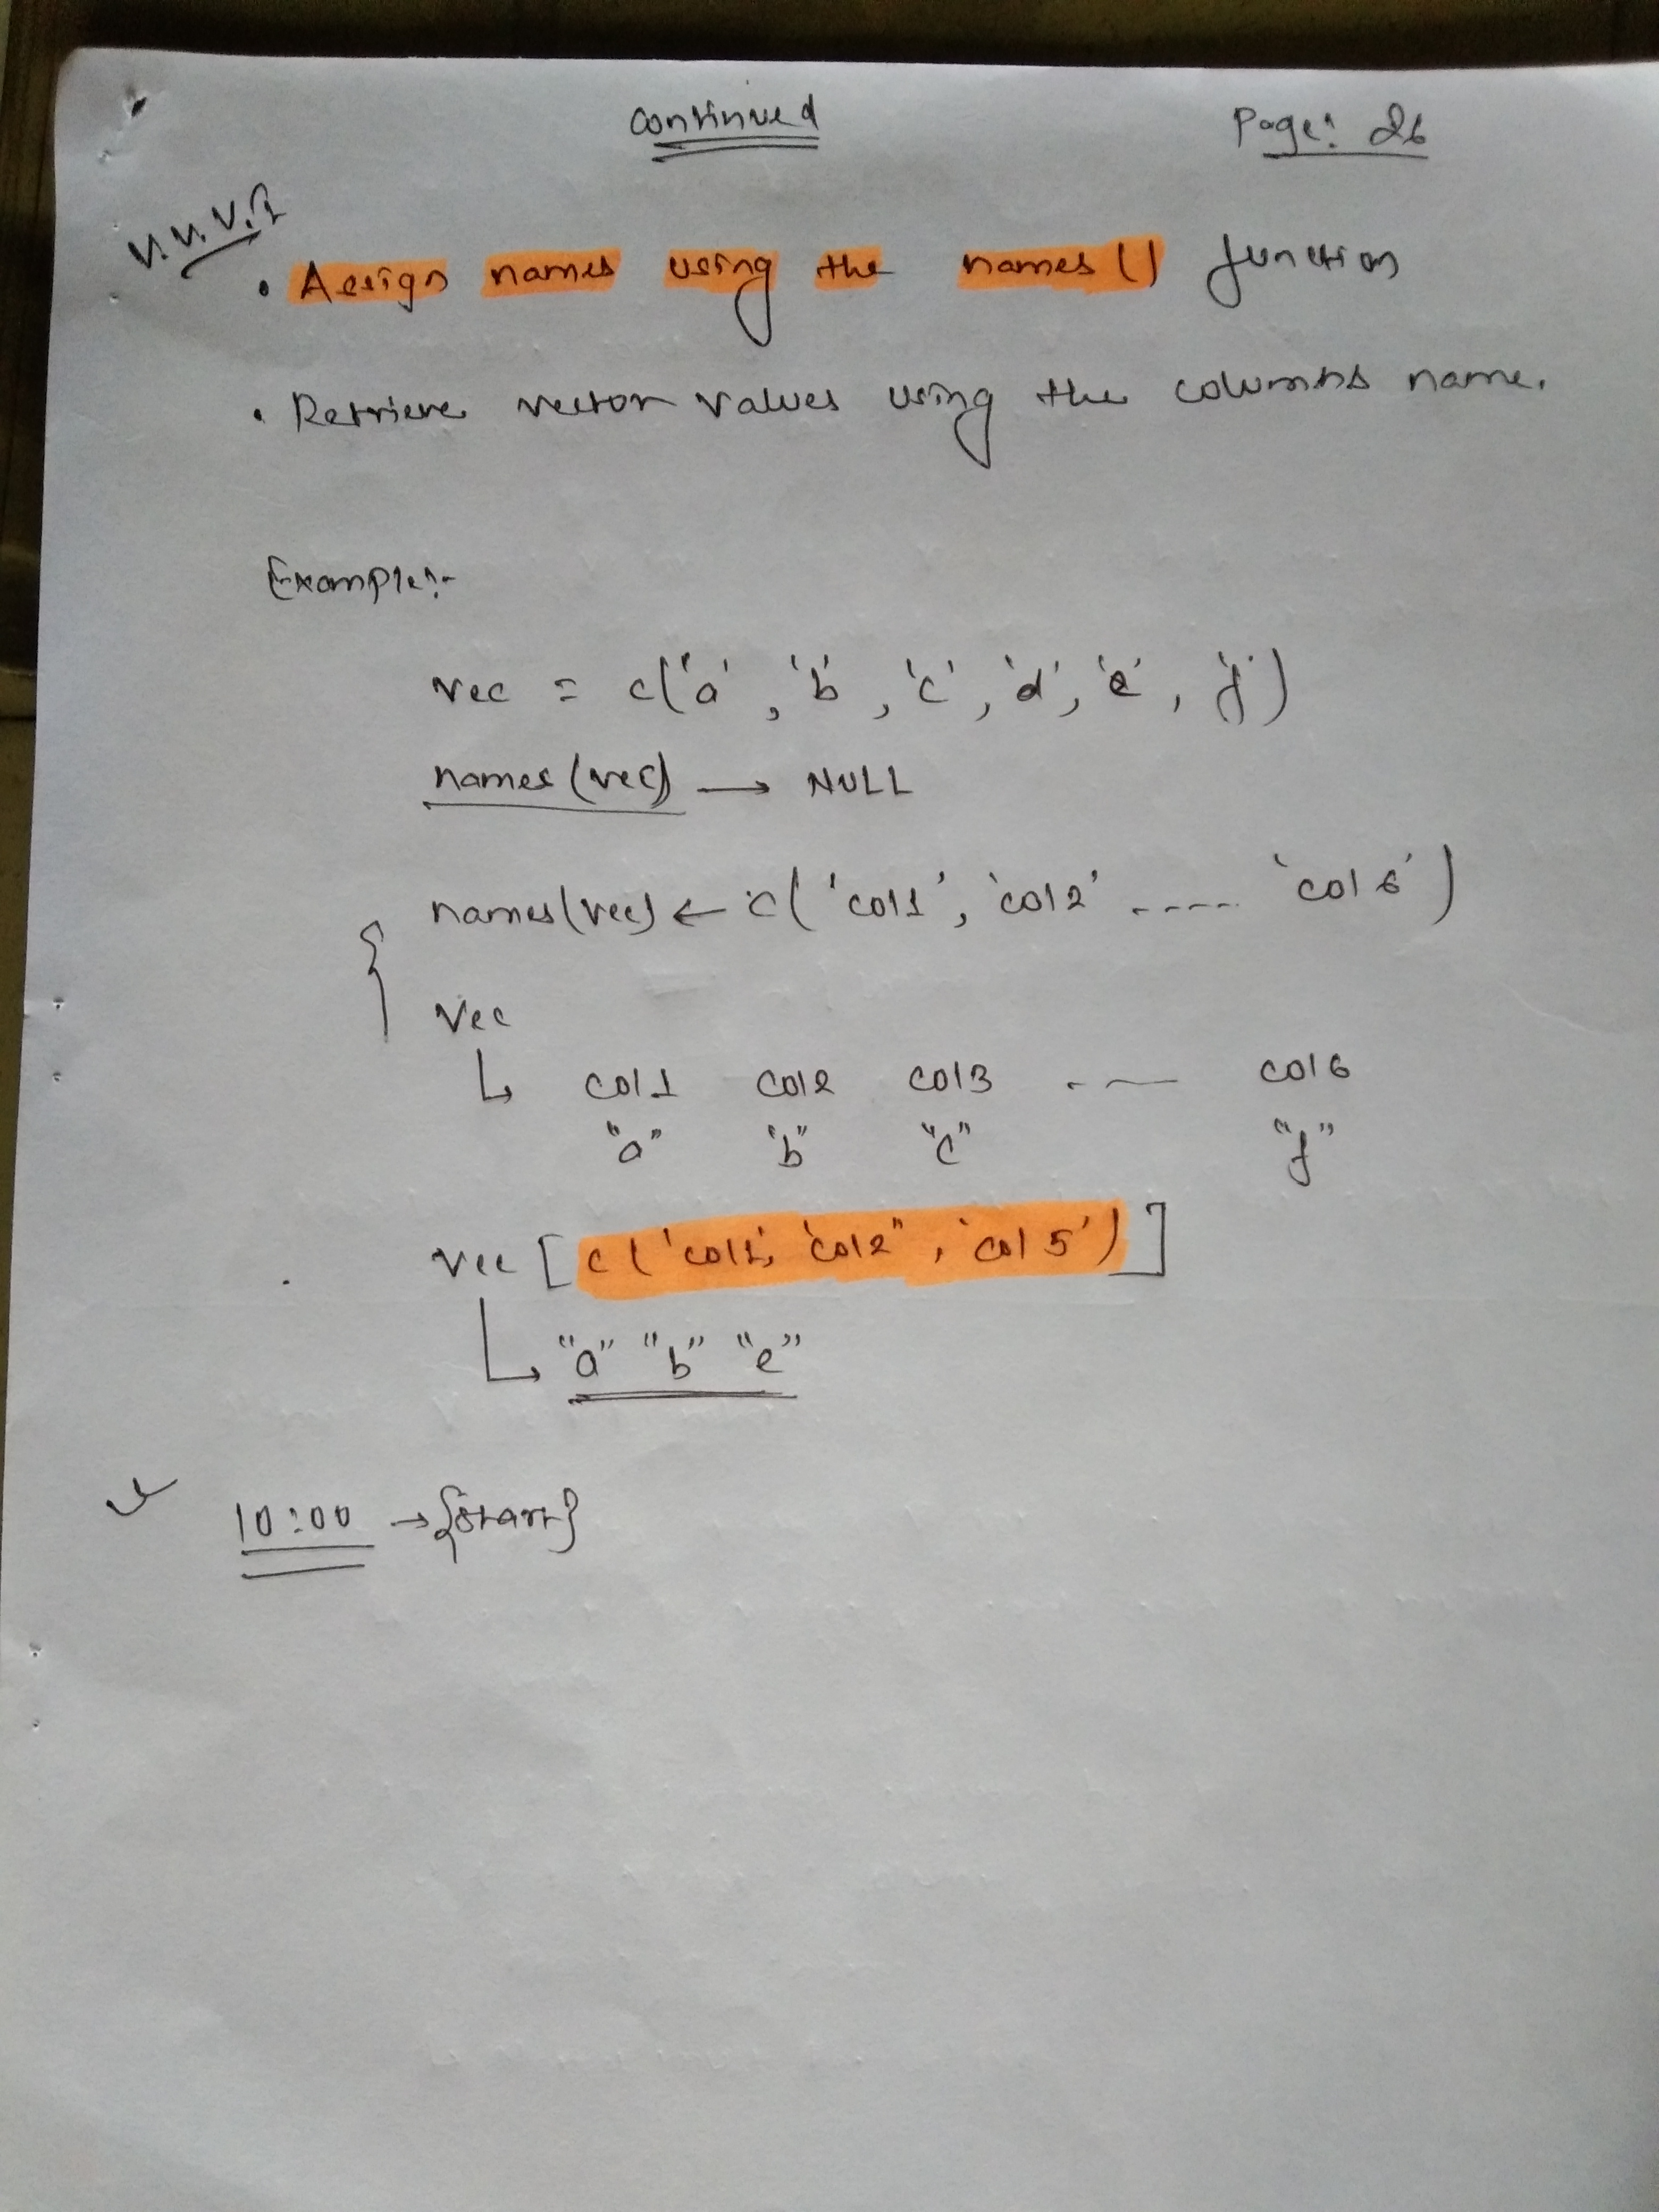 Continued
Page: 26
V.V.V.I
• Assign names using the names() function
• Retrieve vector values using the columns name.
Example:-
vec = c('a', 'b', 'c', 'd', 'e', 'f')
names(vec) → NULL
names(vec) ← c('col1', 'col2' ----- 'col6')
vec
↳ col1 col2 col3 ---- col6
"a" "b" "c" "f"
vec [c('col1', 'col2", 'col5')]
↳ "a" "b" "e"
10:00 → {Start}